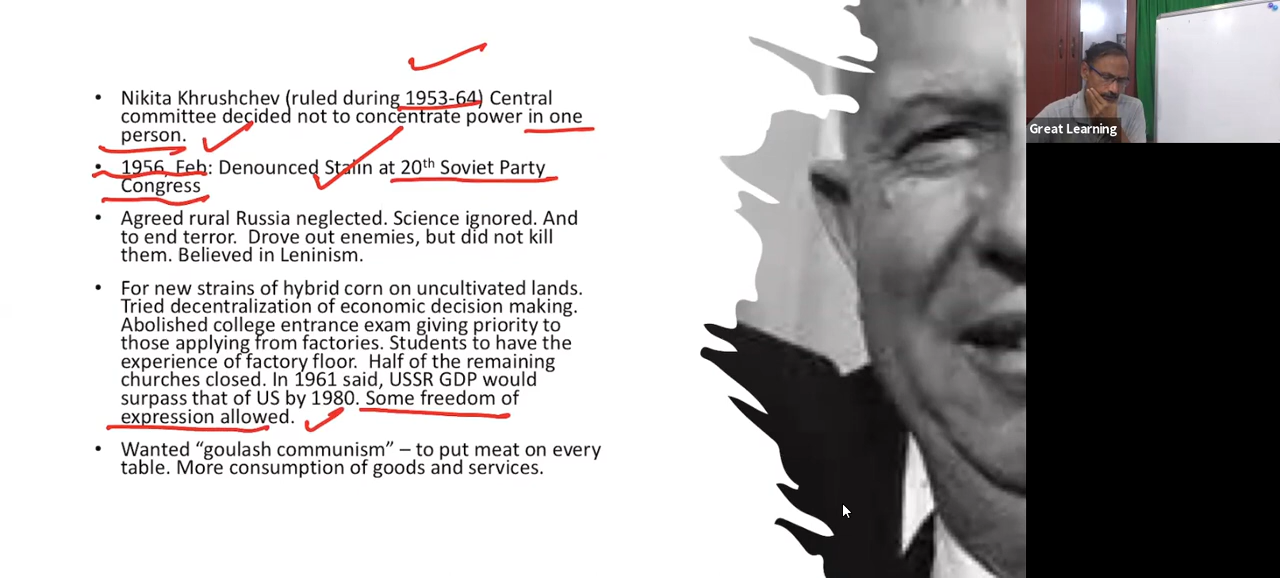 • Nikita Khrushchev (ruled during 1953-64) Central
committee decided not to concentrate power in one
person.
• 1956, Feb: Denounced Stalin at 20th Soviet Party
Congress
• Agreed rural Russia neglected. Science ignored. And
to end terror. Drove out enemies, but did not kill
them. Believed in Leninism.
• For new strains of hybrid corn on uncultivated lands.
Tried decentralization of economic decision making.
Abolished college entrance exam giving priority to
those applying from factories. Students to have the
experience of factory floor. Half of the remaining
churches closed. In 1961 said, USSR GDP would
surpass that of US by 1980. Some freedom of
expression allowed.
• Wanted “goulash communism” – to put meat on every
table. More consumption of goods and services.
Great Learning